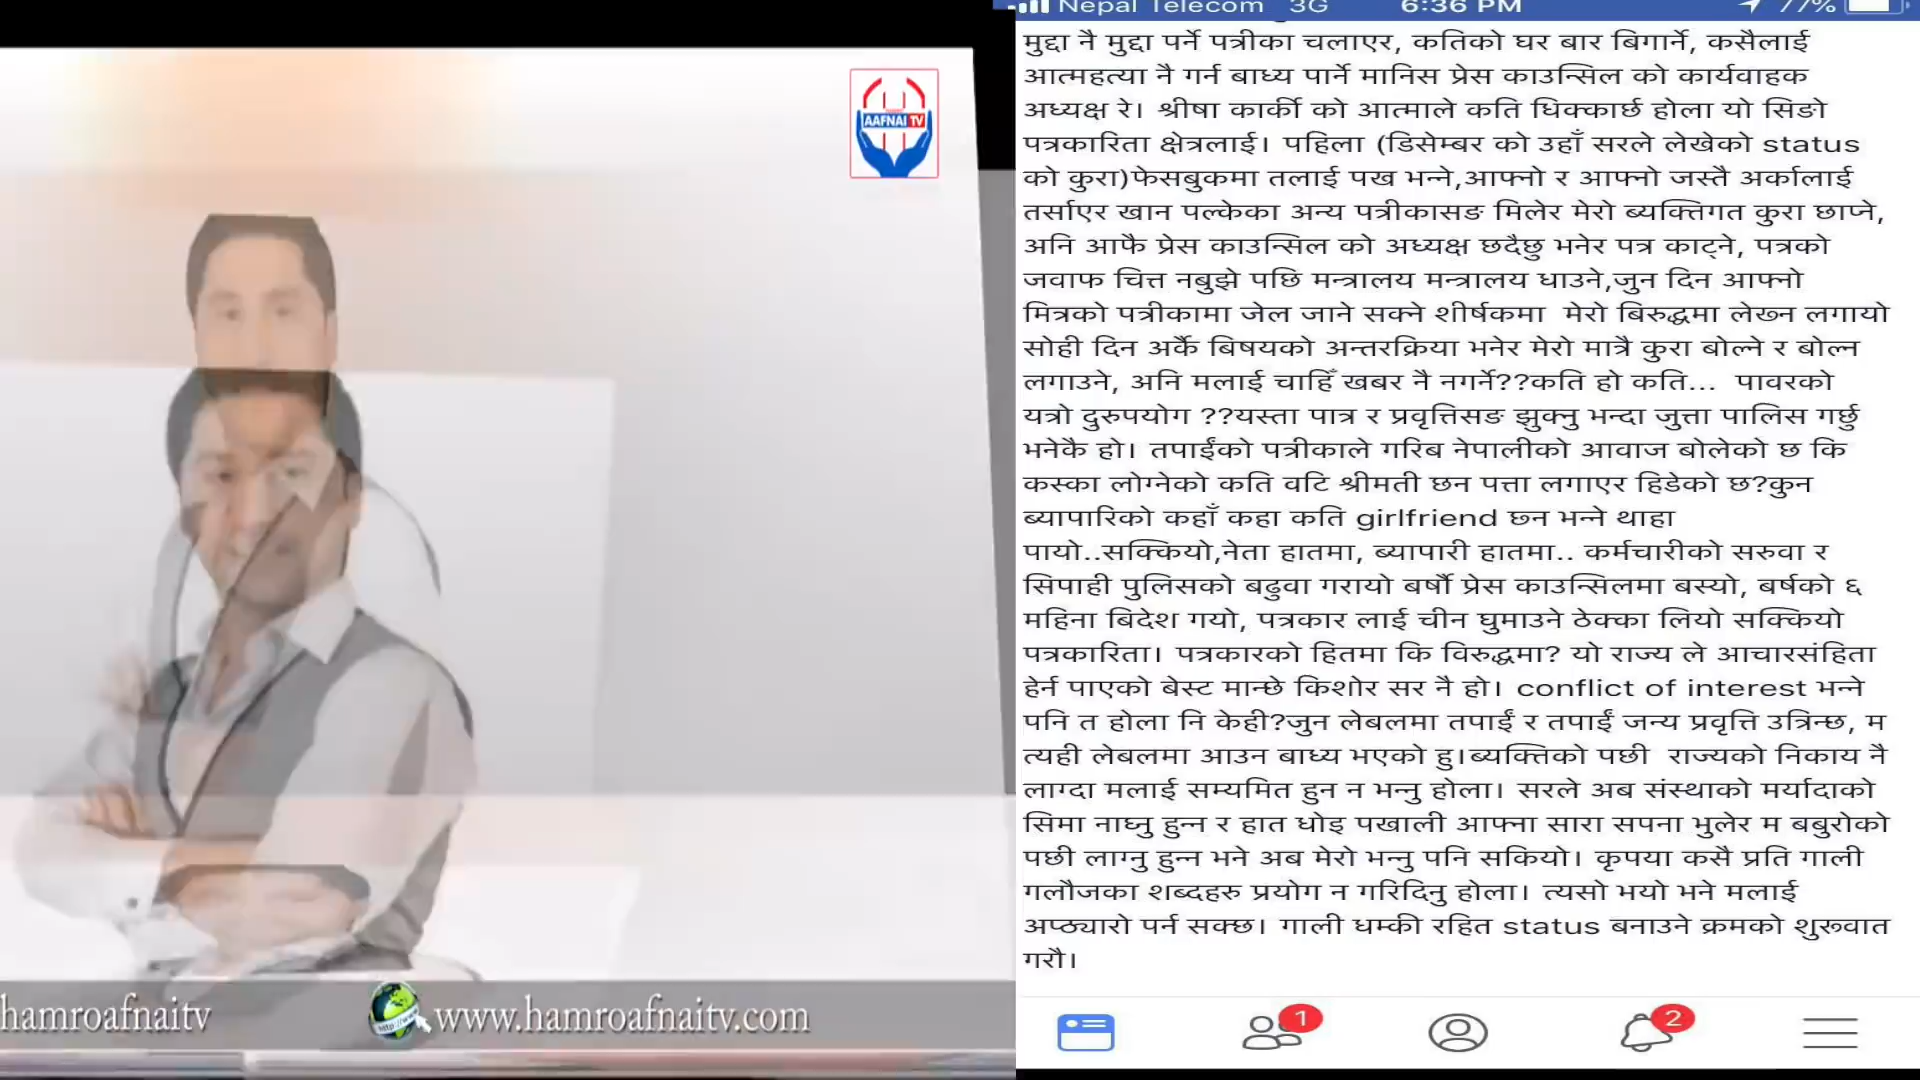 AAFNAI TV
hamroafnaitv
www.hamroafnaitv.com
Nepal Telecom 3G 6:36 PM 77%
मुद्दा नै मुद्दा पर्ने पत्रीका चलाएर, कतिको घर बार बिगार्ने, कसैलाई
आत्महत्या नै गर्न बाध्य पार्ने मानिस प्रेस काउन्सिल को कार्यवाहक
अध्यक्ष रे। श्रीषा कार्की को आत्माले कति धिक्कार्छ होला यो सिङो
पत्रकारिता क्षेत्रलाई। पहिला (डिसेम्बर को उहाँ सरले लेखेको status
को कुरा)फेसबुकमा तलाई पख भन्ने,आफ्नो र आफ्नो जस्तै अर्कालाई
तर्साएर खान पल्केका अन्य पत्रीकासङ मिलेर मेरो ब्यक्तिगत कुरा छाप्ने,
अनि आफै प्रेस काउन्सिल को अध्यक्ष छदैछु भनेर पत्र काट्ने, पत्रको
जवाफ चित्त नबुझे पछि मन्त्रालय मन्त्रालय धाउने,जुन दिन आफ्नो
मित्रको पत्रीकामा जेल जाने सक्ने शीर्षकमा मेरो बिरुद्धमा लेख्न लगायो
सोही दिन अर्कै बिषयको अन्तरक्रिया भनेर मेरो मात्रै कुरा बोल्ने र बोल्न
लगाउने, अनि मलाई चाहिँ खबर नै नगर्ने??कति हो कति... पावरको
यत्रो दुरुपयोग ??यस्ता पात्र र प्रवृत्तिसङ झुक्नु भन्दा जुत्ता पालिस गर्छु
भनेकै हो। तपाईंको पत्रीकाले गरिब नेपालीको आवाज बोलेको छ कि
कस्का लोग्नेको कति वटि श्रीमती छन पत्ता लगाएर हिडेको छ?कुन
ब्यापारिको कहाँ कहा कति girlfriend छन भन्ने थाहा
पायो..सक्कियो,नेता हातमा, ब्यापारी हातमा.. कर्मचारीको सरुवा र
सिपाही पुलिसको बढुवा गरायो बर्षौ प्रेस काउन्सिलमा बस्यो, बर्षको ६
महिना बिदेश गयो, पत्रकार लाई चीन घुमाउने ठेक्का लियो सक्कियो
पत्रकारिता। पत्रकारको हितमा कि विरुद्धमा? यो राज्य ले आचारसंहिता
हेर्न पाएको बेस्ट मान्छे किशोर सर नै हो। conflict of interest भन्ने
पनि त होला नि केही?जुन लेबलमा तपाईं र तपाईं जन्य प्रवृत्ति उत्रिन्छ, म
त्यही लेबलमा आउन बाध्य भएको हु।ब्यक्तिको पछी राज्यको निकाय नै
लाग्दा मलाई सम्यमित हुन न भन्नु होला। सरले अब संस्थाको मर्यादाको
सिमा नाघ्नु हुन्न र हात धोइ पखाली आफ्ना सारा सपना भुलेर म बबुरोको
पछी लाग्नु हुन्न भने अब मेरो भन्नु पनि सकियो। कृपया कसै प्रति गाली
गलौजका शब्दहरु प्रयोग न गरिदिनु होला। त्यसो भयो भने मलाई
अप्ठ्यारो पर्न सक्छ। गाली धम्की रहित status बनाउने क्रमको शुरूवात
गरौ।
1
2